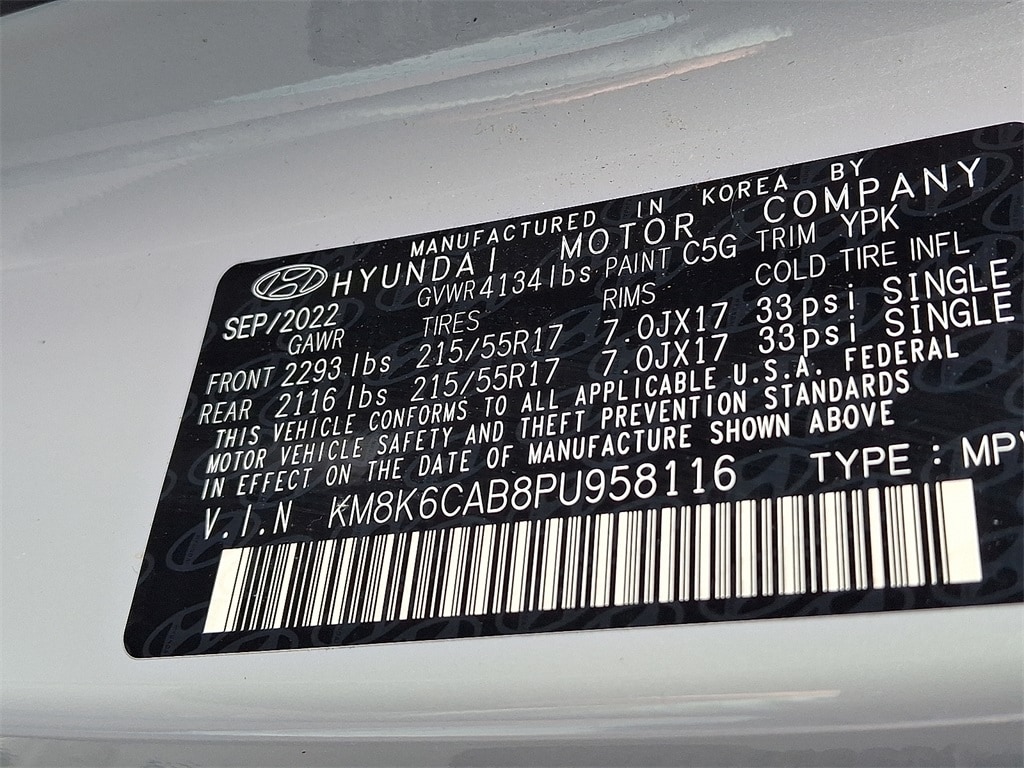 MANUFACTURED IN KOREA BY
HYUNDAI MOTOR COMPANY
SEP/2022 GVWR 4134 lbs PAINT C5G TRIM YPK
GAWR TIRES RIMS COLD TIRE INFL
FRONT 2293 lbs 215/55R17 7.0JX17 33psi SINGLE
REAR 2116 lbs 215/55R17 7.0JX17 33psi SINGLE
THIS VEHICLE CONFORMS TO ALL APPLICABLE U.S.A. FEDERAL
MOTOR VEHICLE SAFETY AND THEFT PREVENTION STANDARDS
IN EFFECT ON THE DATE OF MANUFACTURE SHOWN ABOVE
V.I.N KM8K6CAB8PU958116 TYPE : MPV